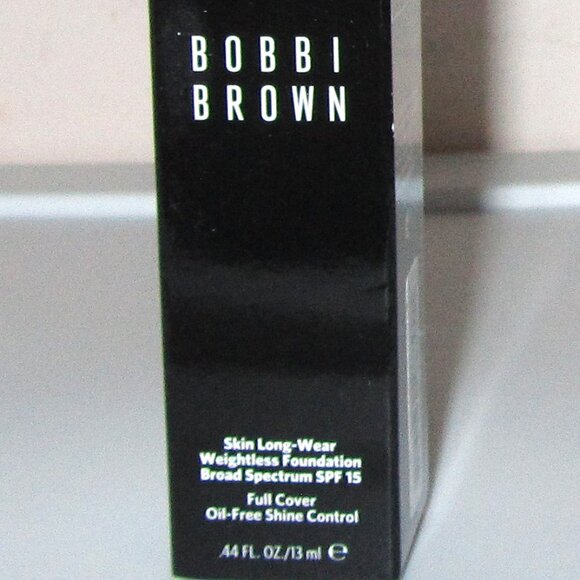 BOBBI
BROWN
Skin Long-Wear
Weightless Foundation
Broad Spectrum SPF 15
Full Cover
Oil-Free Shine Control
.44 FL. OZ./13 ml ℮